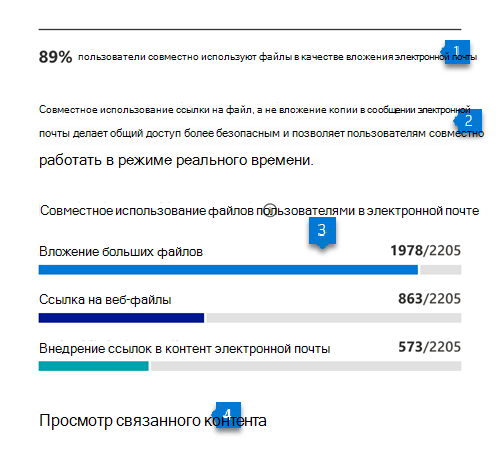 89% пользователи совместно используют файлы в качестве вложения электронной почты
1
Совместное использование ссылки на файл, а не вложение копии в сообщении электронной
2
почты делает общий доступ более безопасным и позволяет пользователям совместно
работать в режиме реального времени.
Совместное использование файлов пользователями в электронной почте
3
Вложение больших файлов 1978/2205
Ссылка на веб-файлы 863/2205
Внедрение ссылок в контент электронной почты 573/2205
Просмотр связанного контента
4